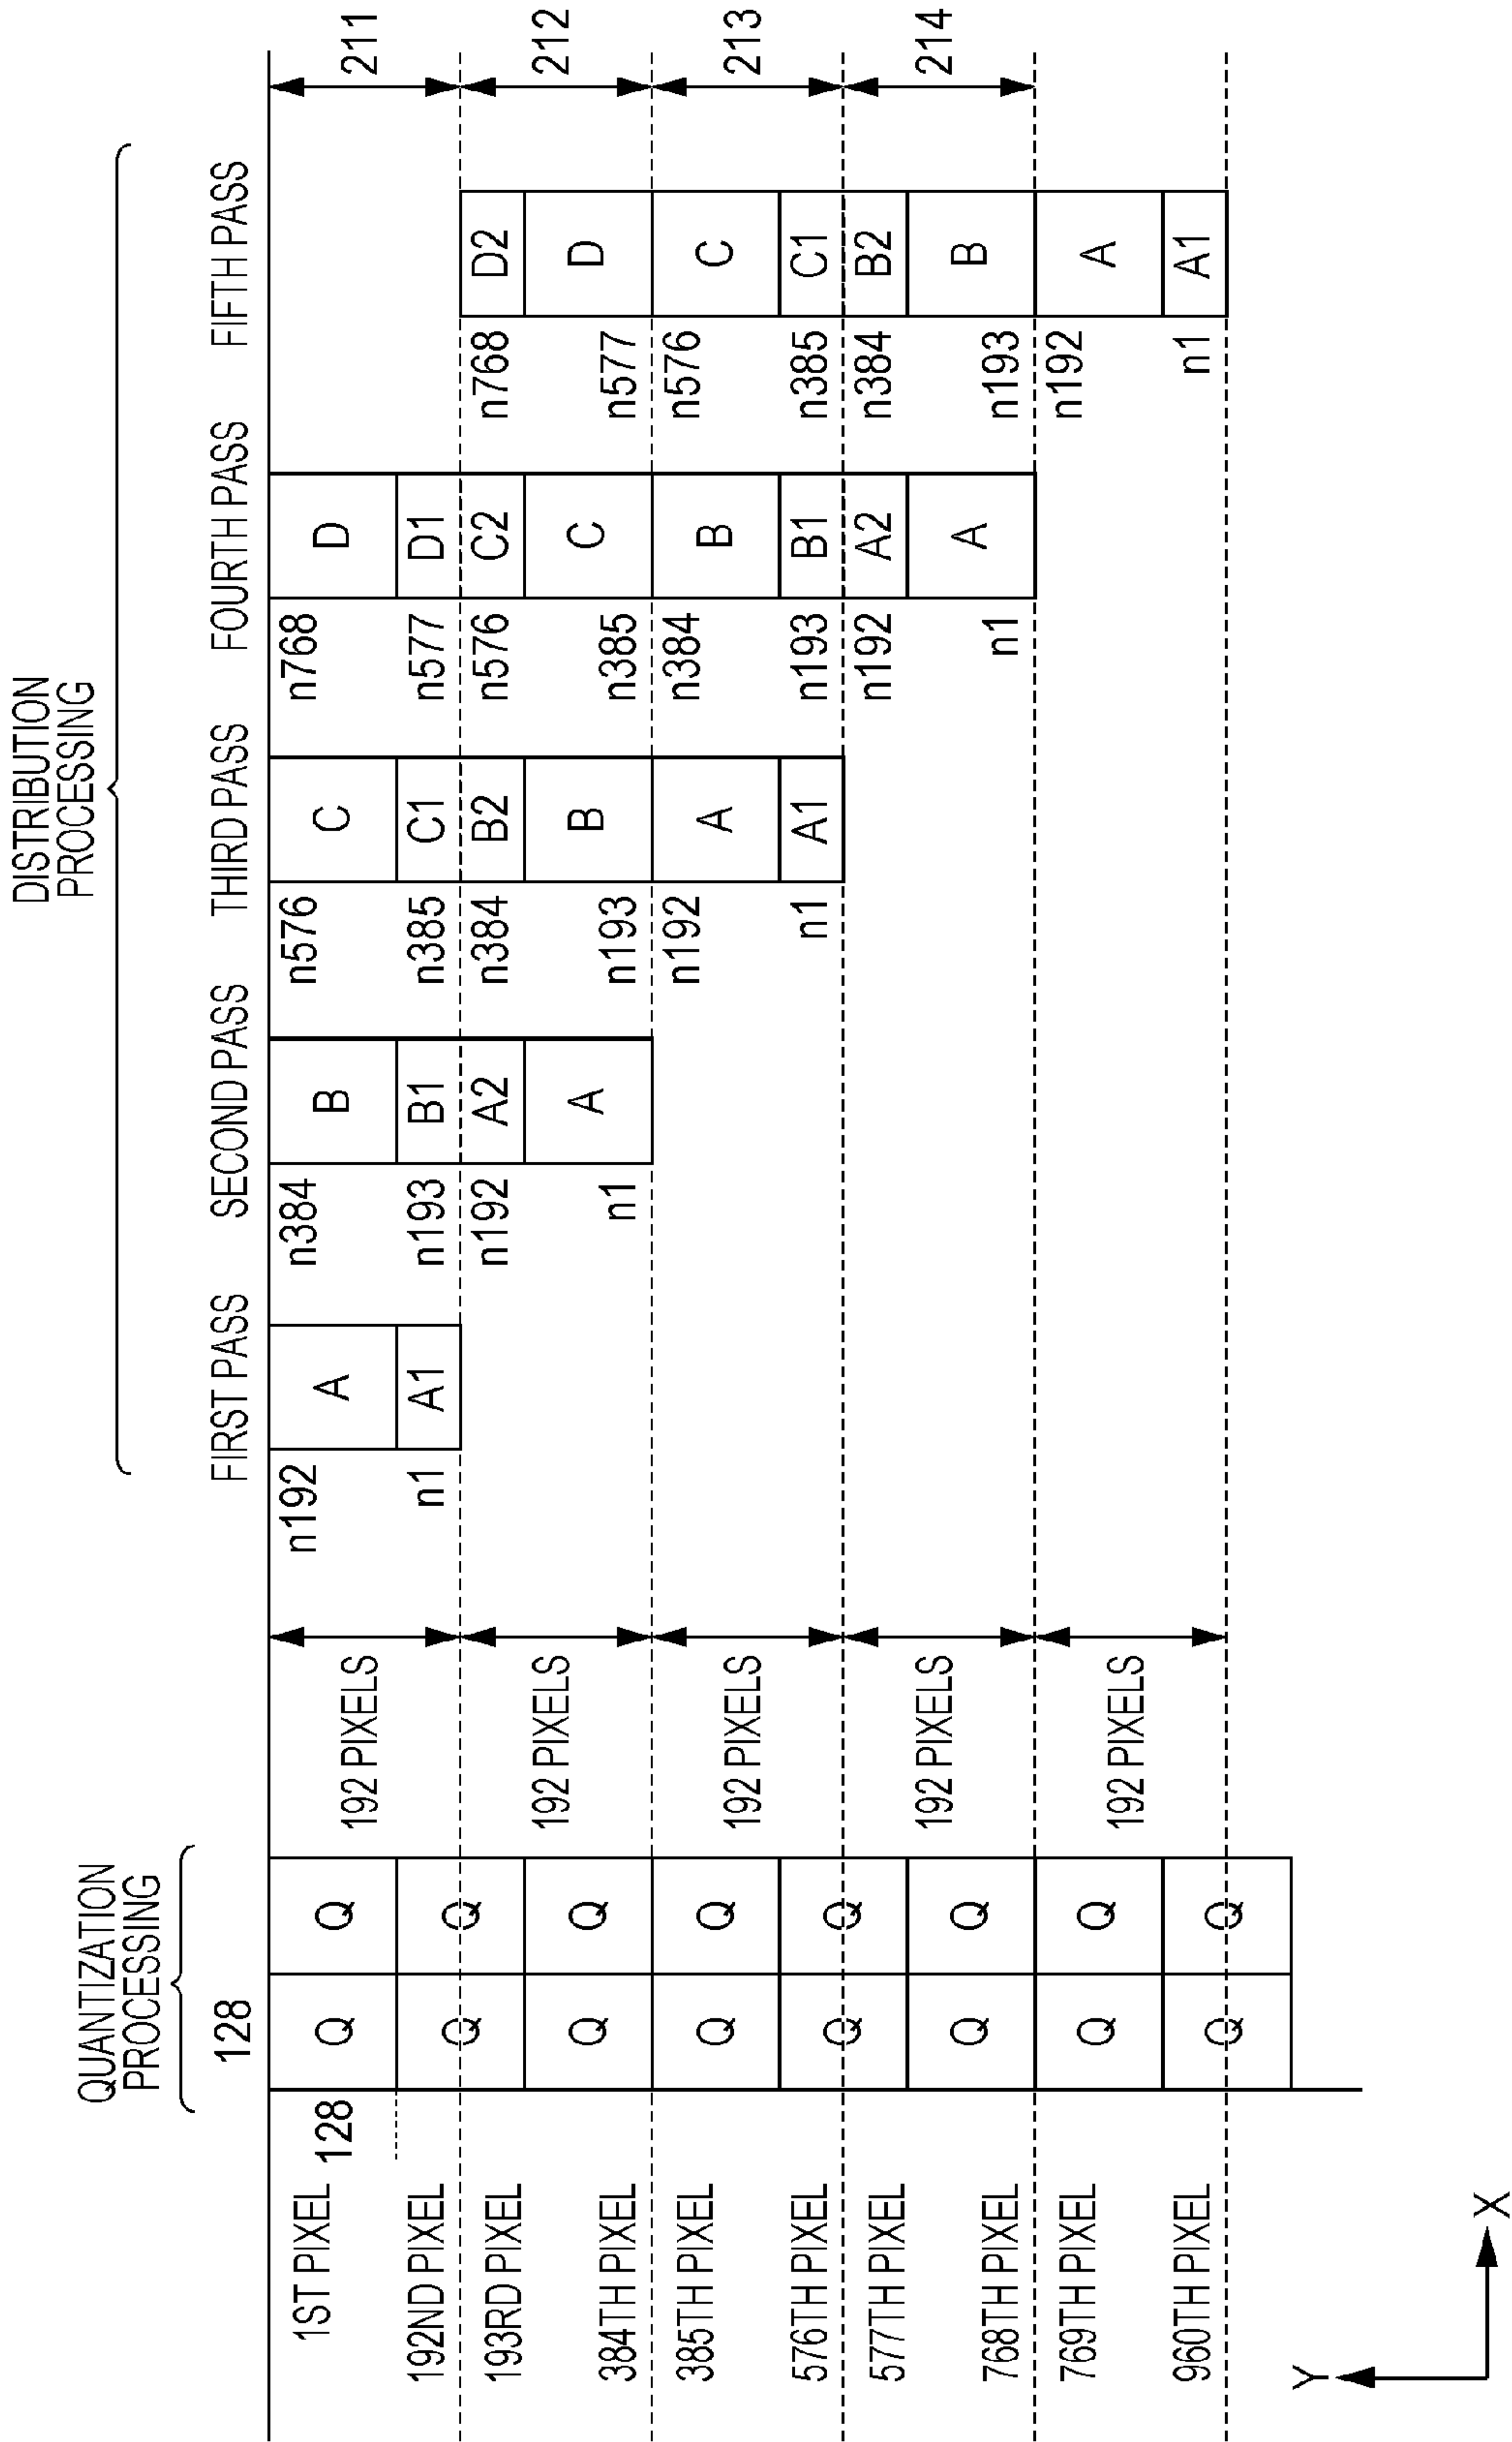 QUANTIZATION
PROCESSING
DISTRIBUTION
PROCESSING
128
FIRST PASS
SECOND PASS
THIRD PASS
FOURTH PASS
FIFTH PASS
1ST PIXEL
128
Q
Q
192 PIXELS
n192
A
n384
B
n576
C
n768
D
211
192ND PIXEL
Q
Q
n1
A1
n193
B1
n385
C1
n577
D1
193RD PIXEL
192 PIXELS
n192
A2
n384
B2
n576
C2
n768
D2
212
384TH PIXEL
Q
Q
n1
A
n193
B
n385
C
n577
D
385TH PIXEL
Q
Q
192 PIXELS
n192
A
n384
B
n576
C
213
576TH PIXEL
Q
Q
n1
A1
n193
B1
n385
C1
577TH PIXEL
192 PIXELS
n192
A2
n384
B2
214
768TH PIXEL
Q
Q
n1
A
n193
B
769TH PIXEL
Q
Q
192 PIXELS
n192
A
960TH PIXEL
Q
Q
n1
A1
Y
X